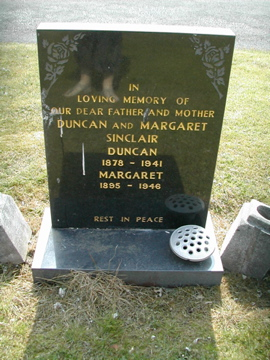 IN
LOVING MEMORY OF
OUR DEAR FATHER AND MOTHER
DUNCAN AND MARGARET
SINCLAIR
DUNCAN
1878 - 1941
MARGARET
1895 - 1946
REST IN PEACE